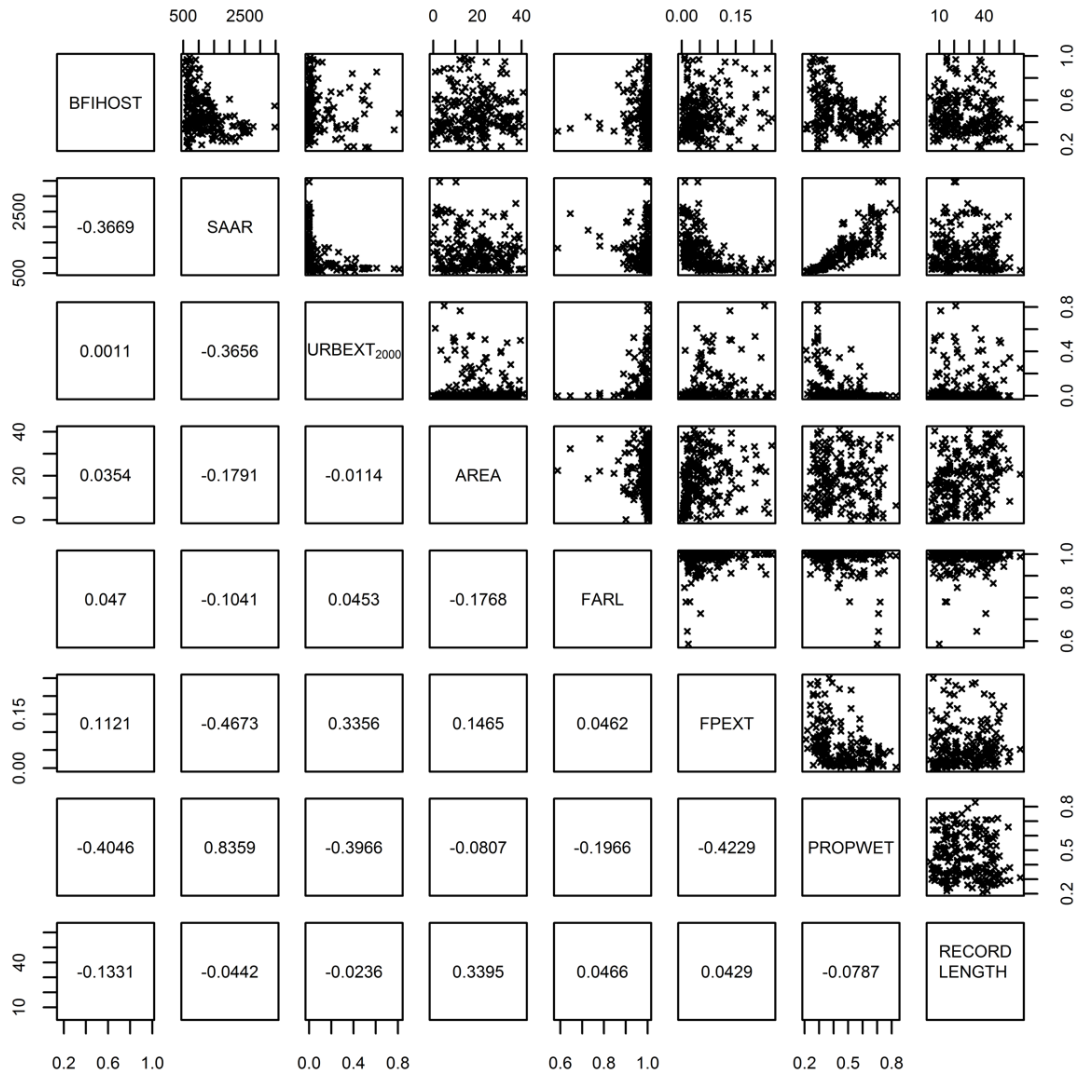 500 2500 0 20 40 0.00 0.15 10 40
BFIHOST 0.2 0.6 1.0
500 2500 -0.3669 SAAR
0.0011 -0.3656 URBEXT₂₀₀₀ 0.0 0.4 0.8
0 20 40 0.0354 -0.1791 -0.0114 AREA
0.047 -0.1041 0.0453 -0.1768 FARL 0.6 0.8 1.0
0.00 0.15 0.1121 -0.4673 0.3356 0.1465 0.0462 FPEXT
-0.4046 0.8359 -0.3966 -0.0807 -0.1966 -0.4229 PROPWET 0.2 0.5 0.8
10 40 -0.1331 -0.0442 -0.0236 0.3395 0.0466 0.0429 -0.0787 RECORD
LENGTH
0.2 0.6 1.0 0.0 0.4 0.8 0.6 0.8 1.0 0.2 0.5 0.8